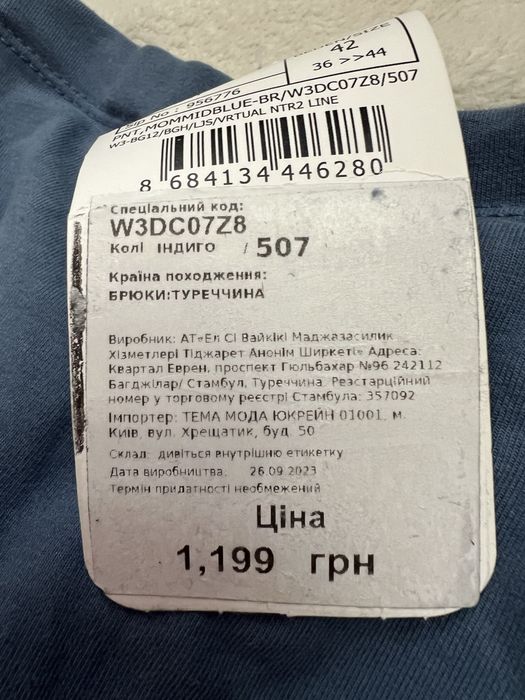 42
36 >>44
Sip No : 956776
PNT,MOMMIDBLUE-BR/W3DC07Z8/507
W3-BG12/BGH/LJS/VRTUAL NTR2 LINE
8 684134 446280
Спеціальний код:
W3DC07Z8
Колі ІНДИГО / 507
Країна походження:
БРЮКИ:ТУРЕЧЧИНА
Виробник: АТ«Ел Сі Вайкікі Маджазасилик
Хізметлері Тіджарет Анонім Ширкеті» Адреса:
Квартал Еврен, проспект Гюльбахар №96 242112
Багджілар/ Стамбул, Туреччина. Реэстарційний
номер у торговому реєстрі Стамбула: 357092
Імпортер: ТЕМА МОДА ЮКРЕЙН 01001, м.
Київ, вул. Хрещатик, буд. 50
Склад: дивіться внутрішню етикетку
Дата виробництва: 26.09.2023
Термін придатності необмежений
Ціна
1,199 грн